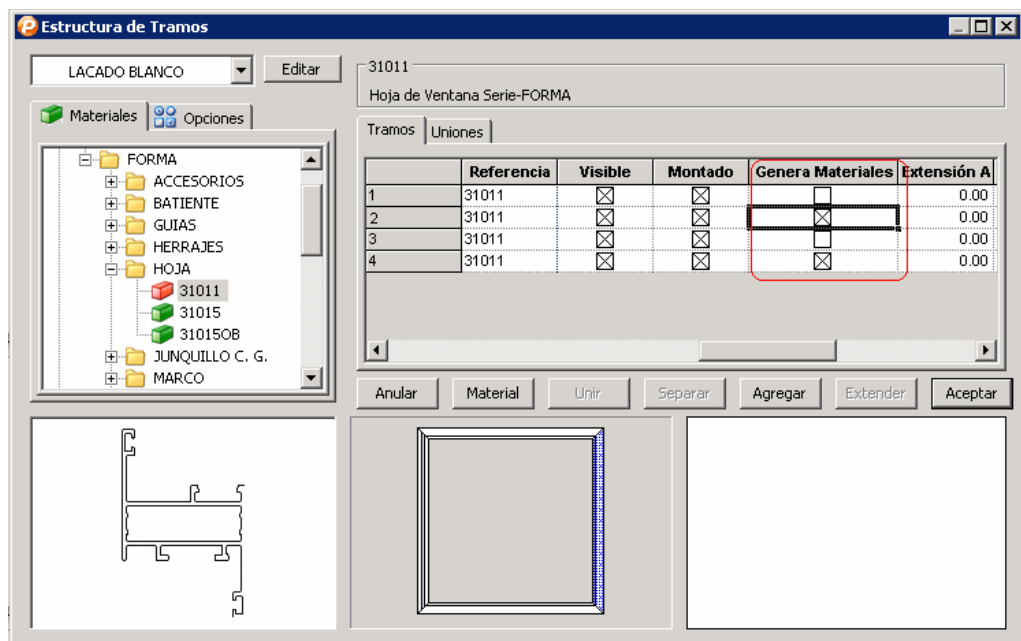 Estructura de Tramos
LACADO BLANCO
Editar
31011
Hoja de Ventana Serie-FORMA
Materiales
Opciones
Tramos
Uniones
FORMA
ACCESORIOS
BATIENTE
GUIAS
HERRAJES
HOJA
31011
31015
31015OB
JUNQUILLO C. G.
MARCO
Referencia Visible Montado Genera Materiales Extensión A
1 31011 0.00
2 31011 0.00
3 31011 0.00
4 31011 0.00
Anular Material Unir Separar Agregar Extender Aceptar